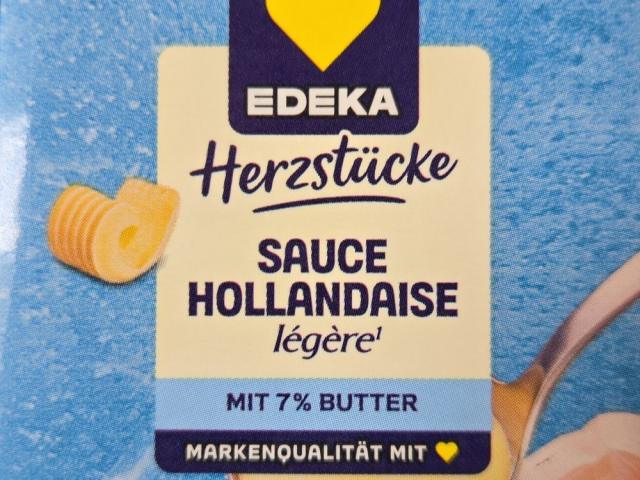 EDEKA
Herzstücke
SAUCE
HOLLANDAISE
légère¹
MIT 7% BUTTER
MARKENQUALITÄT MIT 💛